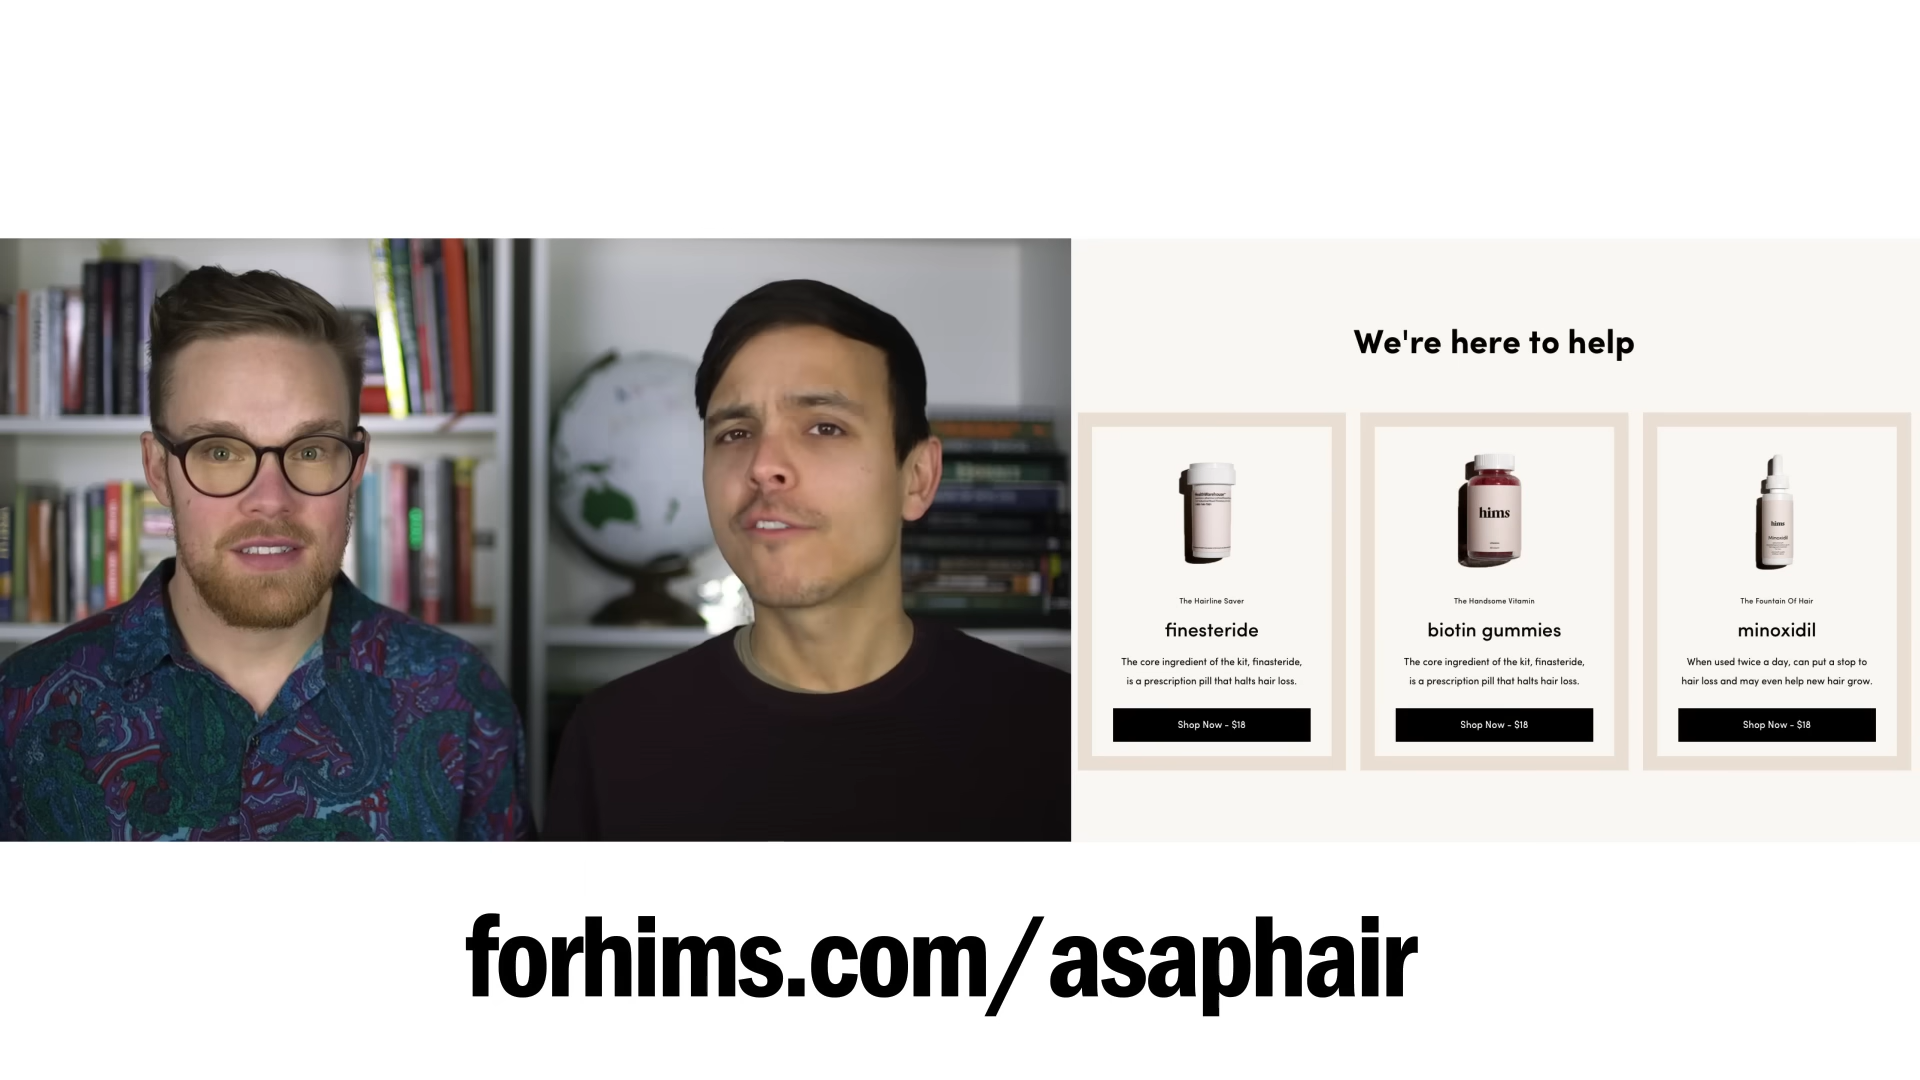 We're here to help
hims
hims
Minoxidil
The Hairline Saver
finesteride
The core ingredient of the kit, finasteride,
is a prescription pill that halts hair loss.
Shop Now - $18
The Handsome Vitamin
biotin gummies
The core ingredient of the kit, finasteride,
is a prescription pill that halts hair loss.
Shop Now - $18
The Fountain Of Hair
minoxidil
When used twice a day, can put a stop to
hair loss and may even help new hair grow.
Shop Now - $18
forhims.com/asaphair